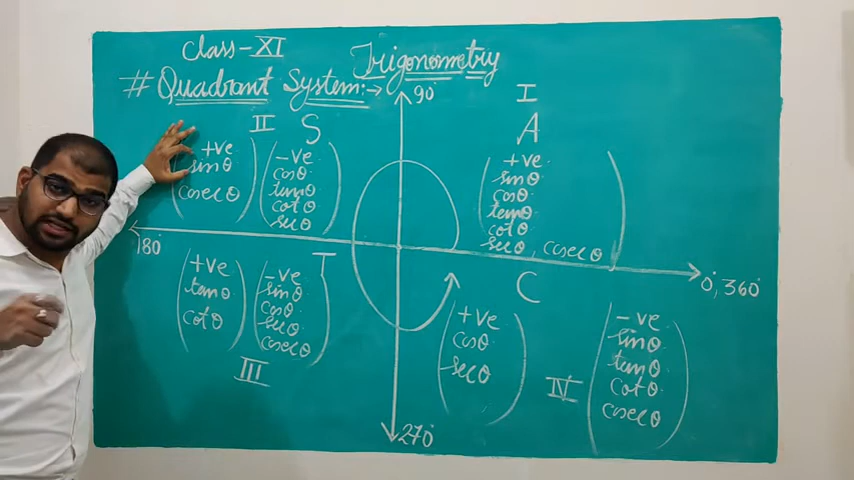 Class-XI
Trigonometry
# Quadrant System:→
90°
II S
+ve
sinθ
cosecθ
-ve
cosθ
tanθ
cotθ
secθ
I
A
+ve
sinθ
cosθ
tanθ
cotθ
secθ, cosecθ
180°
0°, 360°
T
+ve
tanθ
cotθ
-ve
sinθ
cosθ
secθ
cosecθ
III
C
+ve
cosθ
secθ
IV
-ve
sinθ
tanθ
cotθ
cosecθ
270°